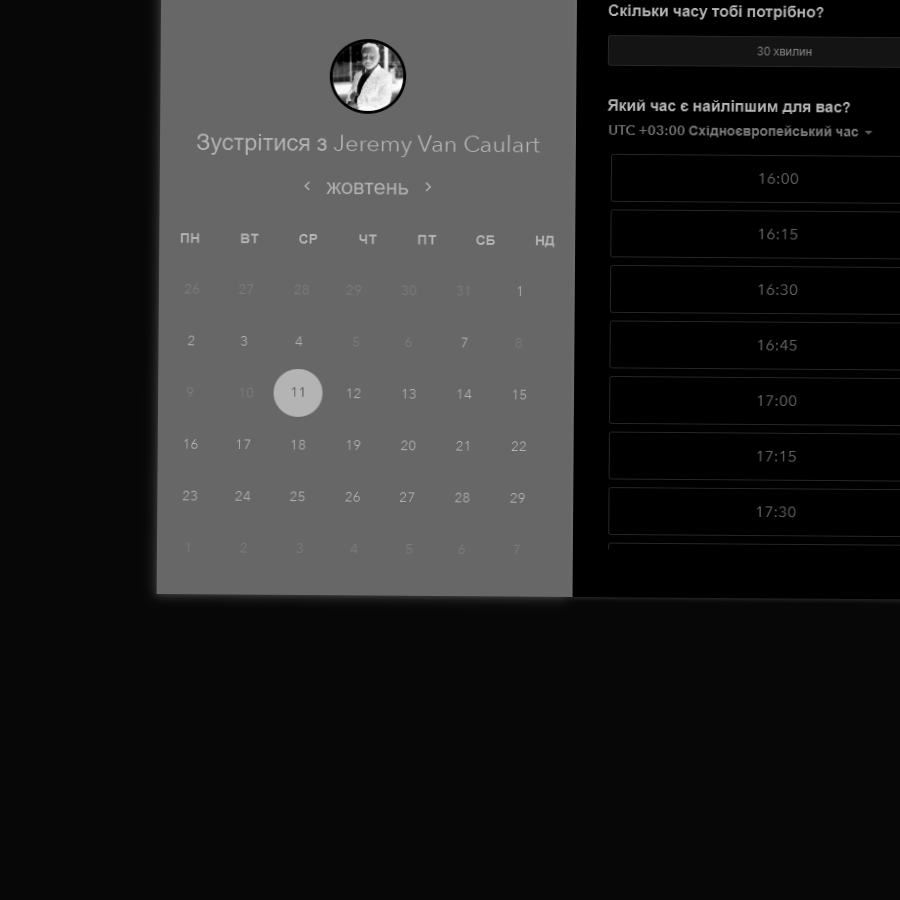 Зустрітися з Jeremy Van Caulart
жовтень
ПН ВТ СР ЧТ ПТ СБ НД
26 27 28 29 30 31 1
2 3 4 5 6 7 8
9 10 11 12 13 14 15
16 17 18 19 20 21 22
23 24 25 26 27 28 29
1 2 3 4 5 6 7
Скільки часу тобі потрібно?
30 хвилин
Який час є найліпшим для вас?
UTC +03:00 Східноєвропейський час
16:00
16:15
16:30
16:45
17:00
17:15
17:30